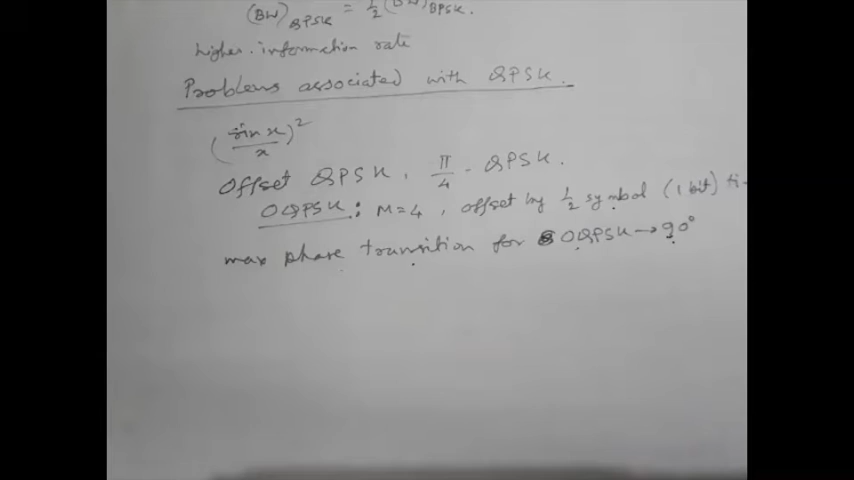 (BW)QPSK = 1/2 (BW)BPSK.
higher information rate
Problems associated with QPSK.
(sin x / x)^2
Offset QPSK, π/4 - QPSK.
OQPSK: M=4, offset by 1/2 symbol (1 bit) ti
max phase transition for OQPSK → 90°